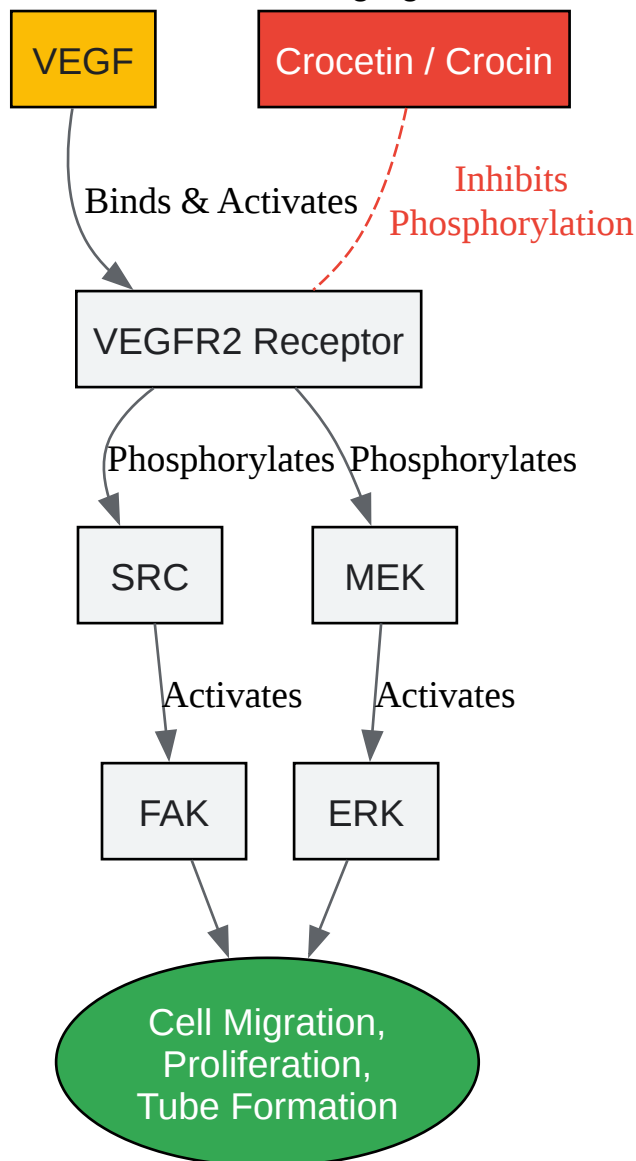 VEGF
Crocetin / Crocin
Binds & Activates
Inhibits
Phosphorylation
VEGFR2 Receptor
Phosphorylates
Phosphorylates
SRC
MEK
Activates
Activates
FAK
ERK
Cell Migration,
Proliferation,
Tube Formation